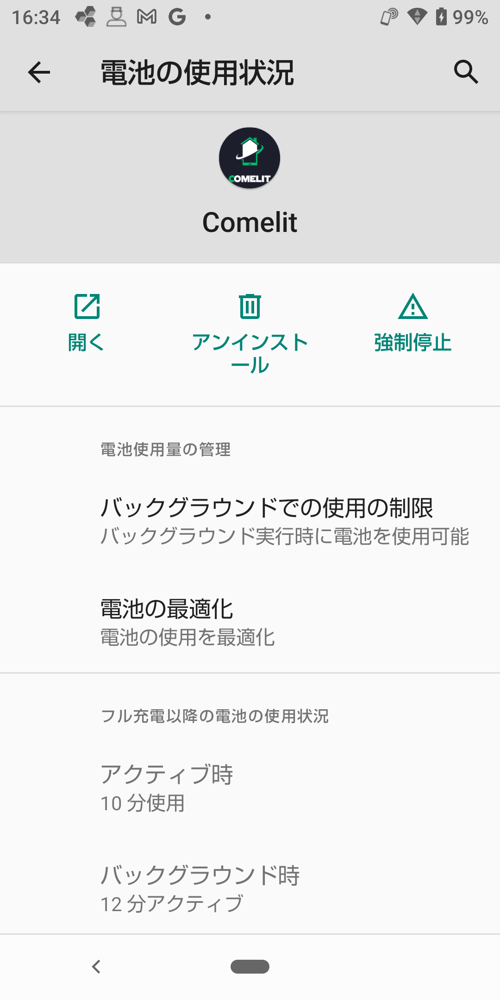 16:34
99%
電池の使用状況
COMELIT
Comelit
開く
アンインスト
ール
強制停止
電池使用量の管理
バックグラウンドでの使用の制限
バックグラウンド実行時に電池を使用可能
電池の最適化
電池の使用を最適化
フル充電以降の電池の使用状況
アクティブ時
10 分使用
バックグラウンド時
12 分アクティブ